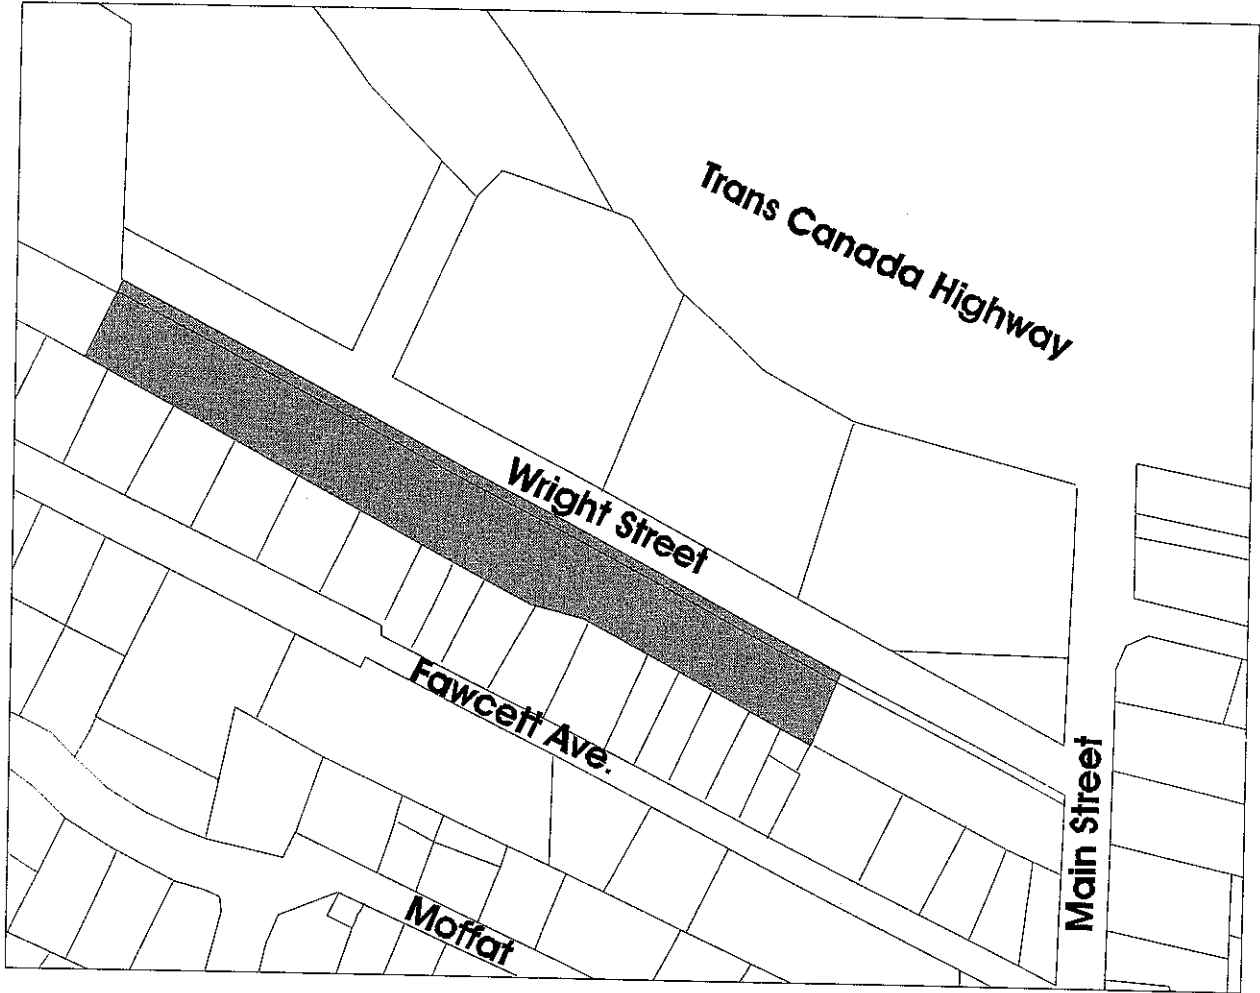 Trans Canada Highway
Wright Street
Fawcett Ave.
Main Street
Moffat